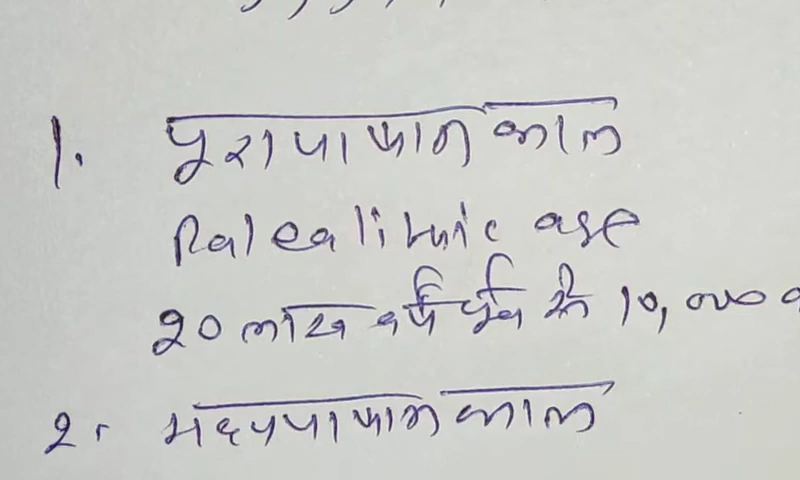 1. पुरापाषाण काल
Palealithic age
20 लाख वर्ष पूर्व से 10,000
2. मध्यपाषाण काल